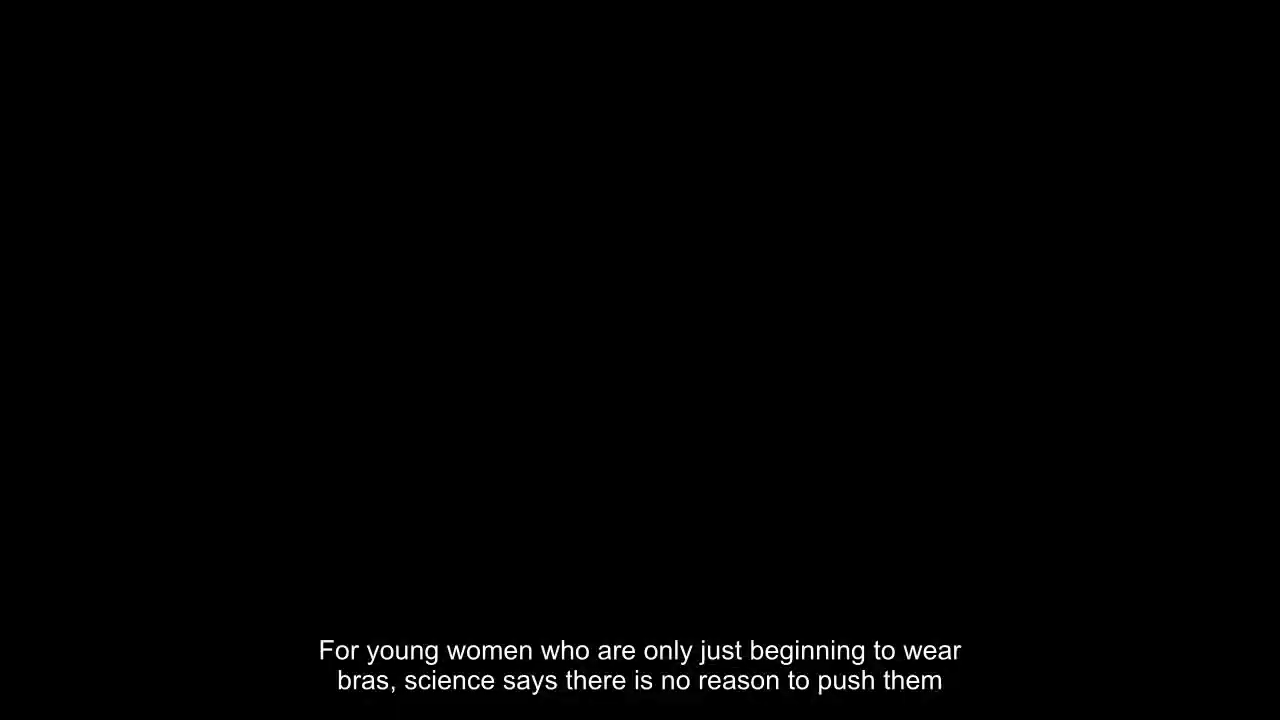 For young women who are only just beginning to wear
bras, science says there is no reason to push them